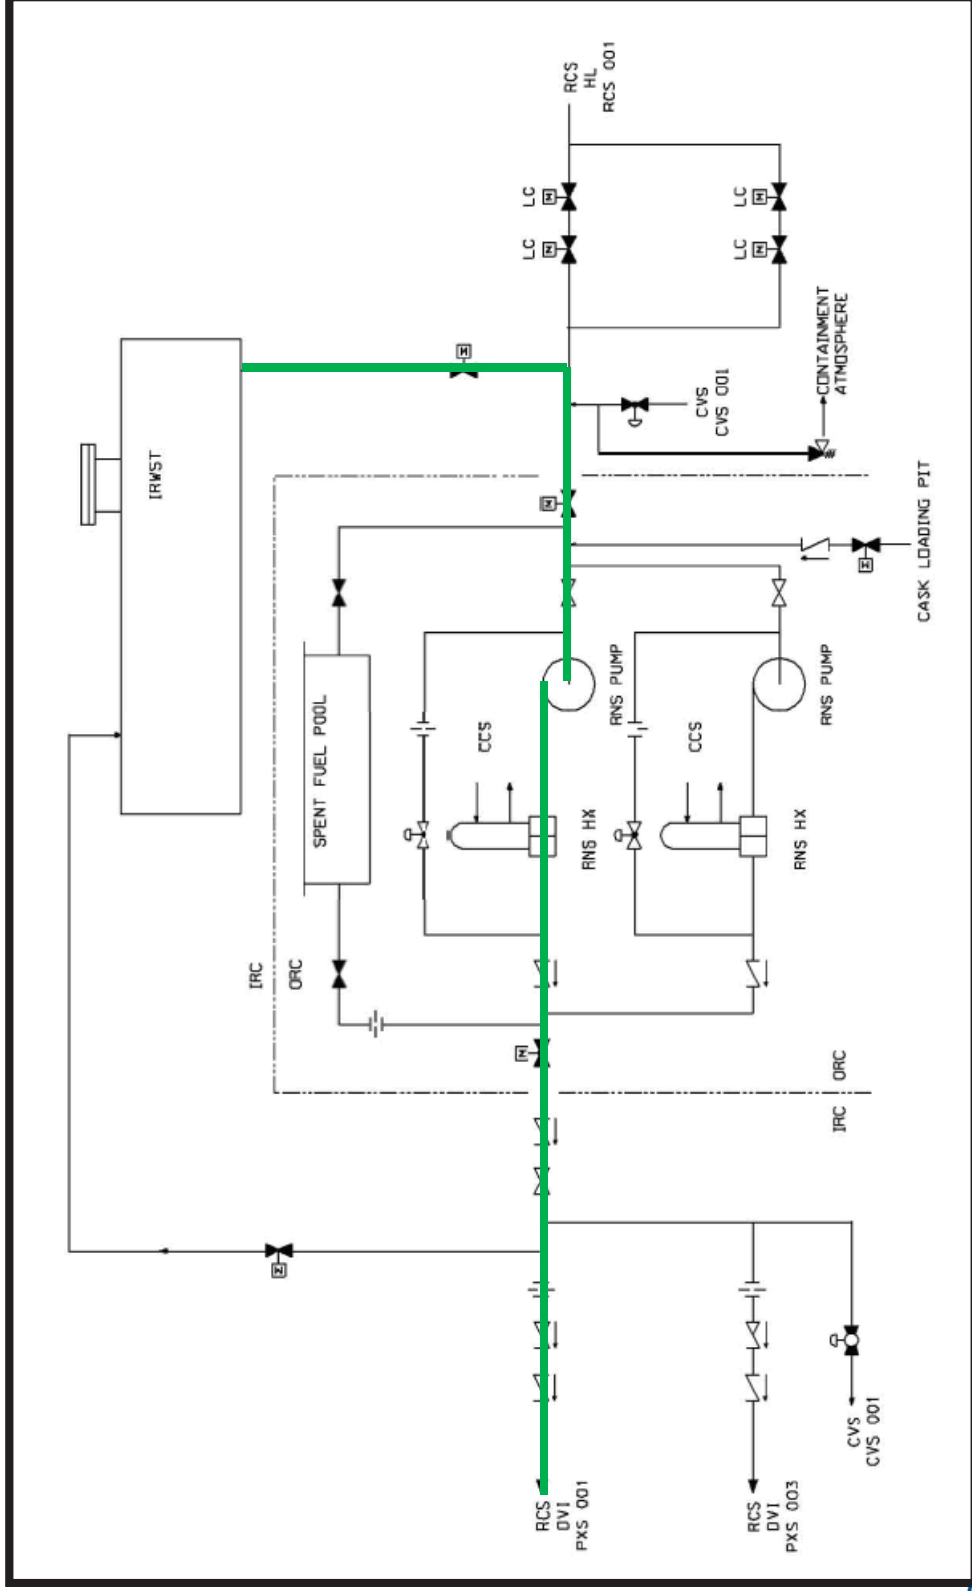 RCS
HL
RCS 001
LC
LC
LC
LC
M
M
M
M
CONTAINMENT
ATMOSPHERE
M
IRWST
CVS
CVS 001
M
CASK LOADING PIT
M
SPENT FUEL POOL
RNS PUMP
RNS PUMP
CCS
CCS
RNS HX
RNS HX
IRC
ORC
M
ORC
IRC
M
RCS
DVI
PXS 001
RCS
DVI
PXS 003
CVS
CVS 001